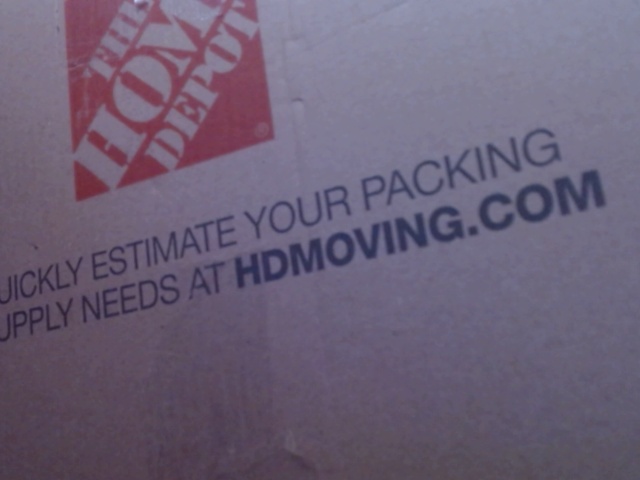 THE
HOME
DEPOT
UICKLY ESTIMATE YOUR PACKING
UPPLY NEEDS AT HDMOVING.COM